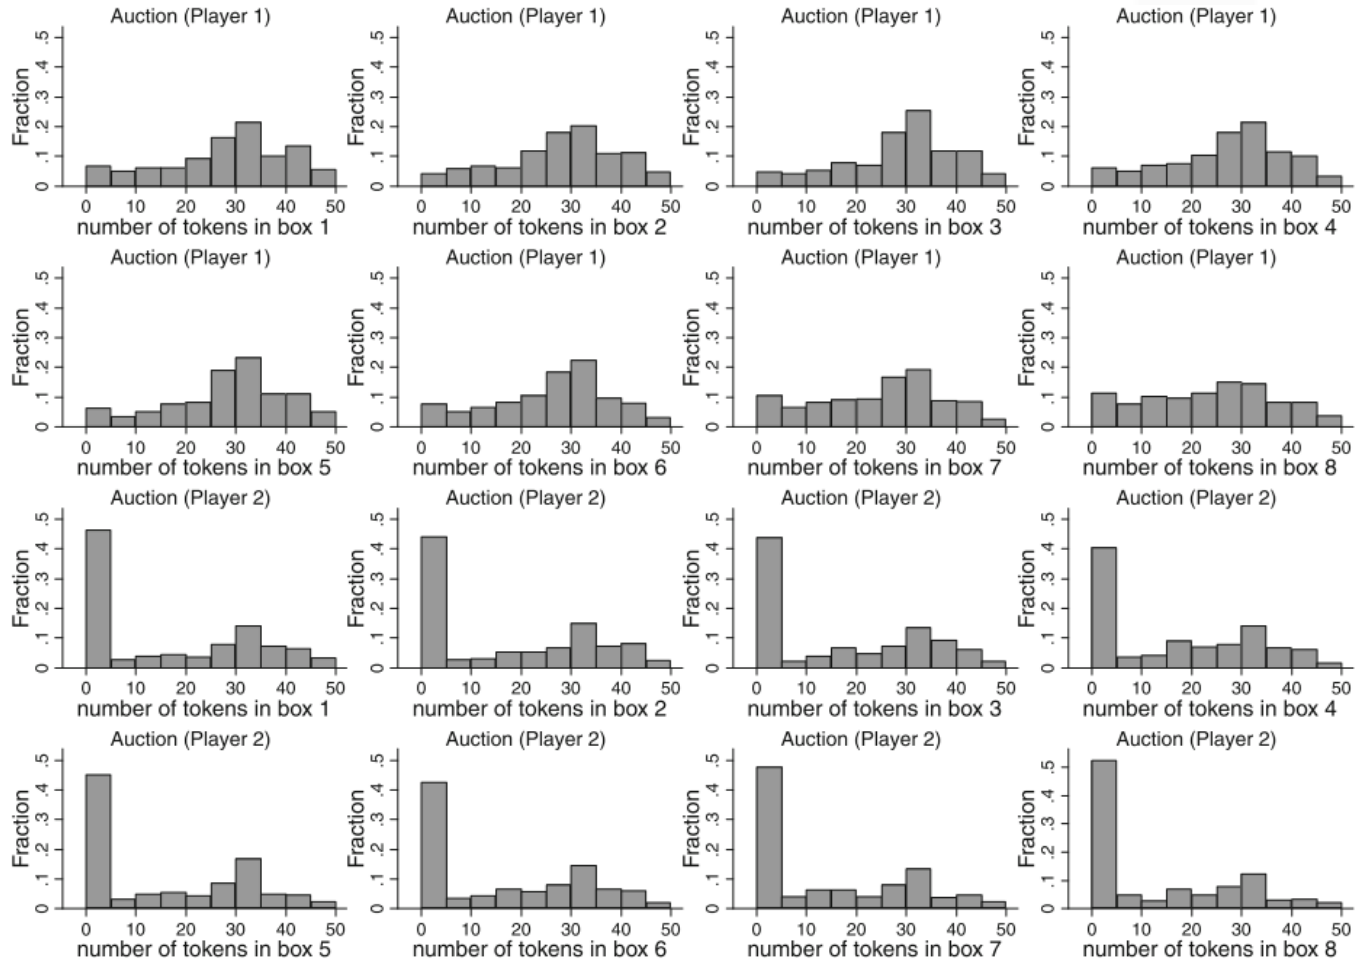 Auction (Player 1) Auction (Player 1) Auction (Player 1) Auction (Player 1)
Fraction Fraction Fraction Fraction
0 .1 .2 .3 .4 .5 0 .1 .2 .3 .4 .5 0 .1 .2 .3 .4 .5 0 .1 .2 .3 .4 .5
0 10 20 30 40 50 0 10 20 30 40 50 0 10 20 30 40 50 0 10 20 30 40 50
number of tokens in box 1 number of tokens in box 2 number of tokens in box 3 number of tokens in box 4
Auction (Player 1) Auction (Player 1) Auction (Player 1) Auction (Player 1)
Fraction Fraction Fraction Fraction
0 .1 .2 .3 .4 .5 0 .1 .2 .3 .4 .5 0 .1 .2 .3 .4 .5 0 .1 .2 .3 .4 .5
0 10 20 30 40 50 0 10 20 30 40 50 0 10 20 30 40 50 0 10 20 30 40 50
number of tokens in box 5 number of tokens in box 6 number of tokens in box 7 number of tokens in box 8
Auction (Player 2) Auction (Player 2) Auction (Player 2) Auction (Player 2)
Fraction Fraction Fraction Fraction
0 .1 .2 .3 .4 .5 0 .1 .2 .3 .4 .5 0 .1 .2 .3 .4 .5 0 .1 .2 .3 .4 .5
0 10 20 30 40 50 0 10 20 30 40 50 0 10 20 30 40 50 0 10 20 30 40 50
number of tokens in box 1 number of tokens in box 2 number of tokens in box 3 number of tokens in box 4
Auction (Player 2) Auction (Player 2) Auction (Player 2) Auction (Player 2)
Fraction Fraction Fraction Fraction
0 .1 .2 .3 .4 .5 0 .1 .2 .3 .4 .5 0 .1 .2 .3 .4 .5 0 .1 .2 .3 .4 .5
0 10 20 30 40 50 0 10 20 30 40 50 0 10 20 30 40 50 0 10 20 30 40 50
number of tokens in box 5 number of tokens in box 6 number of tokens in box 7 number of tokens in box 8